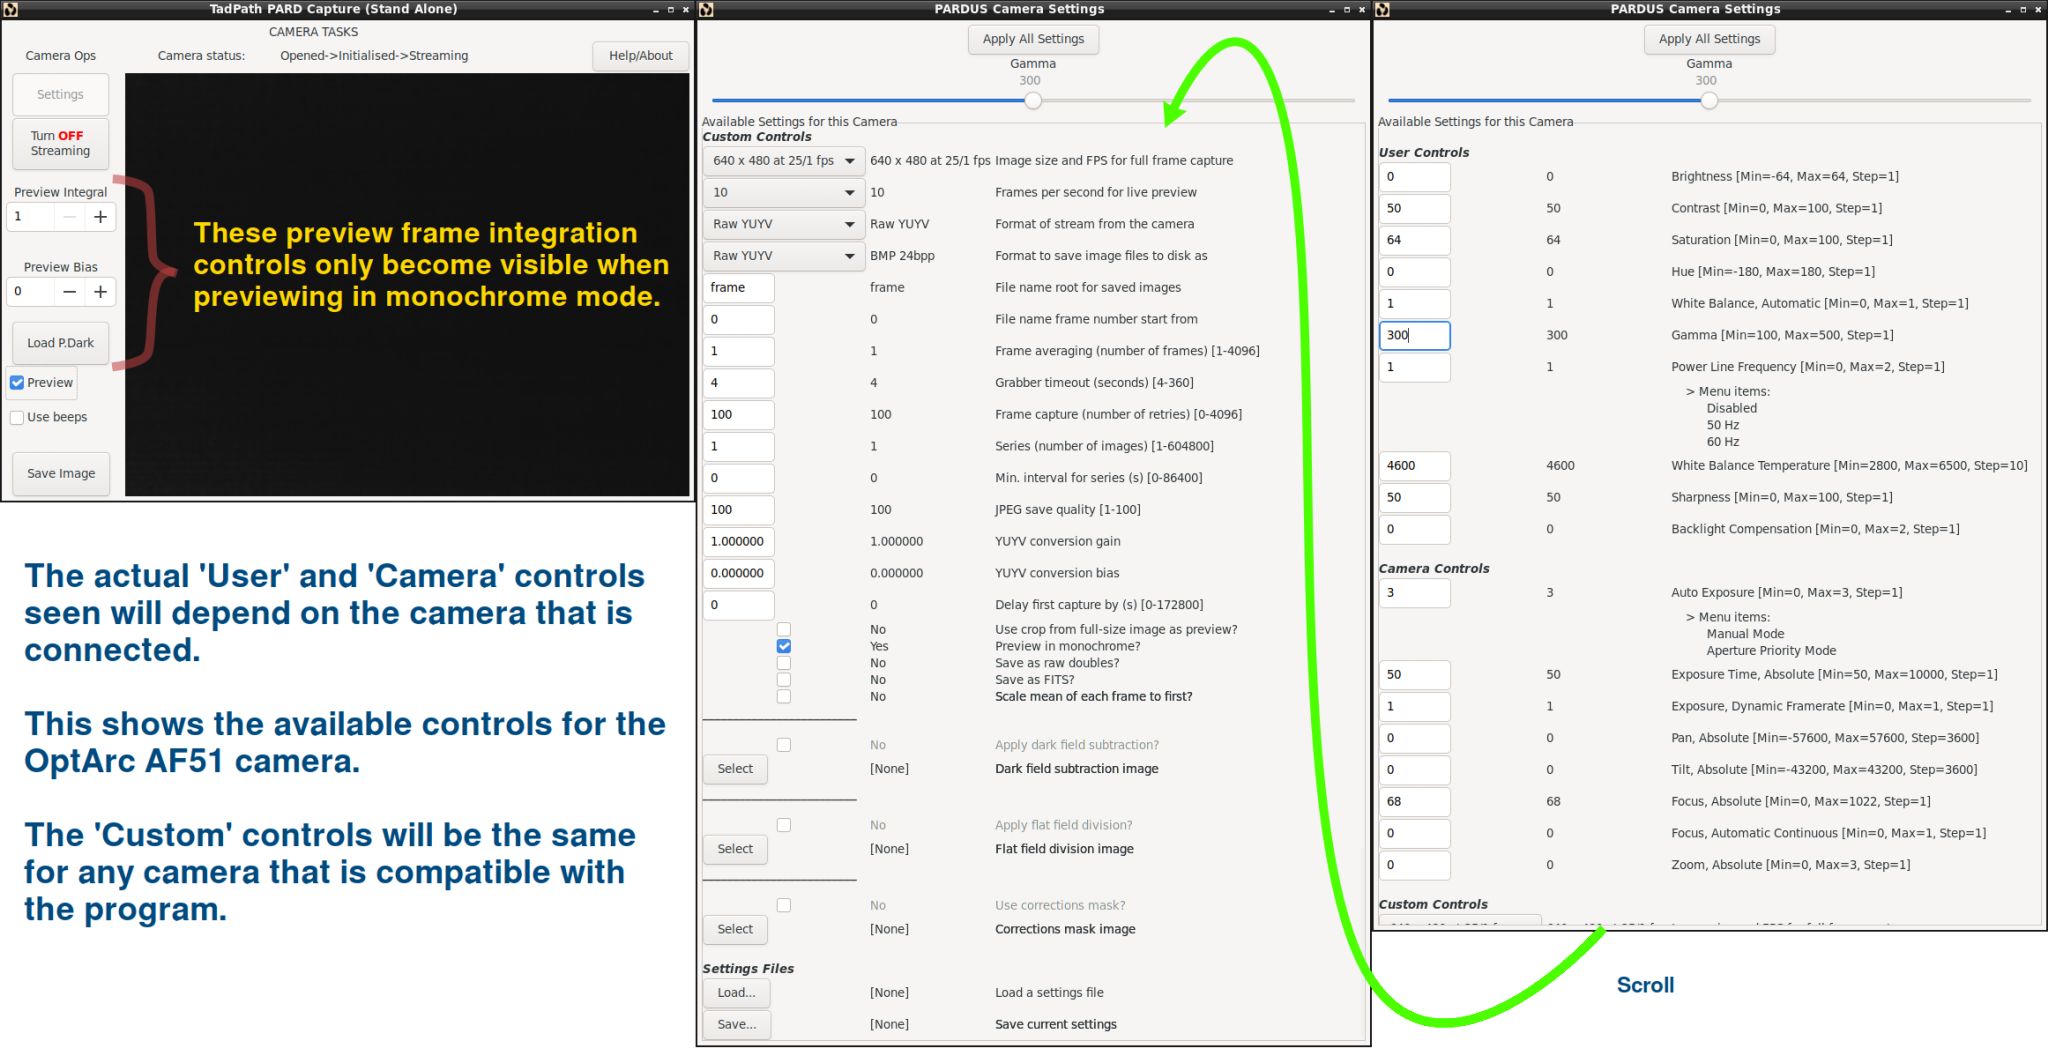 TadPath PARD Capture (Stand Alone)
CAMERA TASKS
Camera Ops
Camera status: Opened->Initialised->Streaming
Help/About
Settings
Turn OFF
Streaming
Preview Integral
1
Preview Bias
0
Load P.Dark
Preview
Use beeps
Save Image
These preview frame integration
controls only become visible when
previewing in monochrome mode.
The actual 'User' and 'Camera' controls
seen will depend on the camera that is
connected.
This shows the available controls for the
OptArc AF51 camera.
The 'Custom' controls will be the same
for any camera that is compatible with
the program.
PARDUS Camera Settings
Apply All Settings
Gamma
300
Available Settings for this Camera
Custom Controls
640 x 480 at 25/1 fps 640 x 480 at 25/1 fps Image size and FPS for full frame capture
10 10 Frames per second for live preview
Raw YUYV Raw YUYV Format of stream from the camera
Raw YUYV BMP 24bpp Format to save image files to disk as
frame frame File name root for saved images
0 0 File name frame number start from
1 1 Frame averaging (number of frames) [1-4096]
4 4 Grabber timeout (seconds) [4-360]
100 100 Frame capture (number of retries) [0-4096]
1 1 Series (number of images) [1-604800]
0 0 Min. interval for series (s) [0-86400]
100 100 JPEG save quality [1-100]
1.000000 1.000000 YUYV conversion gain
0.000000 0.000000 YUYV conversion bias
0 0 Delay first capture by (s) [0-172800]
No Use crop from full-size image as preview?
Yes Preview in monochrome?
No Save as raw doubles?
No Save as FITS?
No Scale mean of each frame to first?
No Apply dark field subtraction?
Select [None] Dark field subtraction image
No Apply flat field division?
Select [None] Flat field division image
No Use corrections mask?
Select [None] Corrections mask image
Settings Files
Load... [None] Load a settings file
Save... [None] Save current settings
PARDUS Camera Settings
Apply All Settings
Gamma
300
Available Settings for this Camera
User Controls
0 0 Brightness [Min=-64, Max=64, Step=1]
50 50 Contrast [Min=0, Max=100, Step=1]
64 64 Saturation [Min=0, Max=100, Step=1]
0 0 Hue [Min=-180, Max=180, Step=1]
1 1 White Balance, Automatic [Min=0, Max=1, Step=1]
300 300 Gamma [Min=100, Max=500, Step=1]
1 1 Power Line Frequency [Min=0, Max=2, Step=1]
> Menu items:
Disabled
50 Hz
60 Hz
4600 4600 White Balance Temperature [Min=2800, Max=6500, Step=10]
50 50 Sharpness [Min=0, Max=100, Step=1]
0 0 Backlight Compensation [Min=0, Max=2, Step=1]
Camera Controls
3 3 Auto Exposure [Min=0, Max=3, Step=1]
> Menu items:
Manual Mode
Aperture Priority Mode
50 50 Exposure Time, Absolute [Min=50, Max=10000, Step=1]
1 1 Exposure, Dynamic Framerate [Min=0, Max=1, Step=1]
0 0 Pan, Absolute [Min=-57600, Max=57600, Step=3600]
0 0 Tilt, Absolute [Min=-43200, Max=43200, Step=3600]
68 68 Focus, Absolute [Min=0, Max=1022, Step=1]
0 0 Focus, Automatic Continuous [Min=0, Max=1, Step=1]
0 0 Zoom, Absolute [Min=0, Max=3, Step=1]
Custom Controls
Scroll